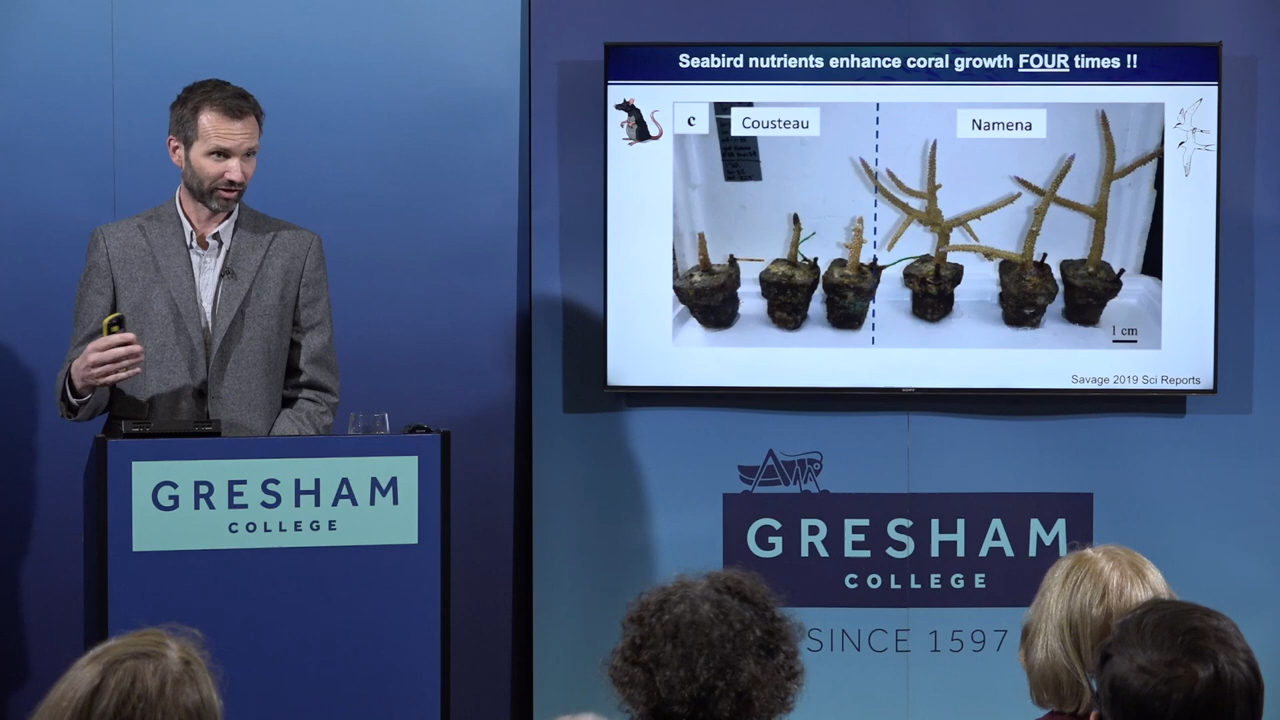 Seabird nutrients enhance coral growth FOUR times !!
c
Cousteau
Namena
1 cm
Savage 2019 Sci Reports
GRESHAM
COLLEGE
GRESHAM
COLLEGE
SINCE 1597